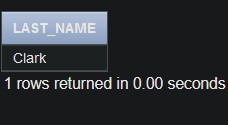 LAST_NAME
Clark
1 rows returned in 0.00 seconds